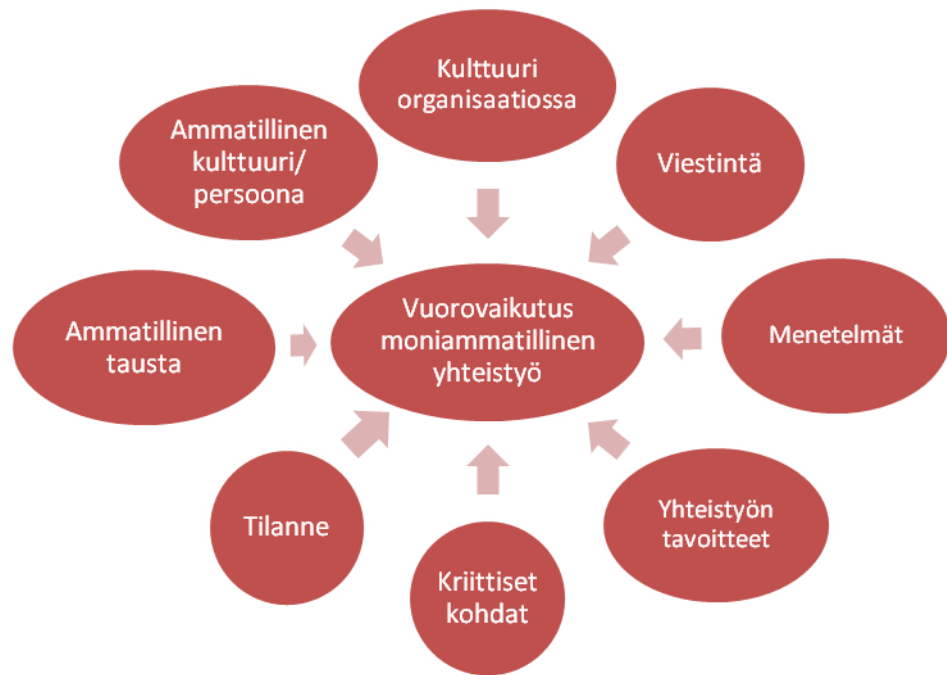 Kulttuuri
organisaatiossa
Ammatillinen
kulttuuri/
persoona
Viestintä
Ammatillinen
tausta
Vuorovaikutus
moniammatillinen
yhteistyö
Menetelmät
Tilanne
Kriittiset
kohdat
Yhteistyön
tavoitteet